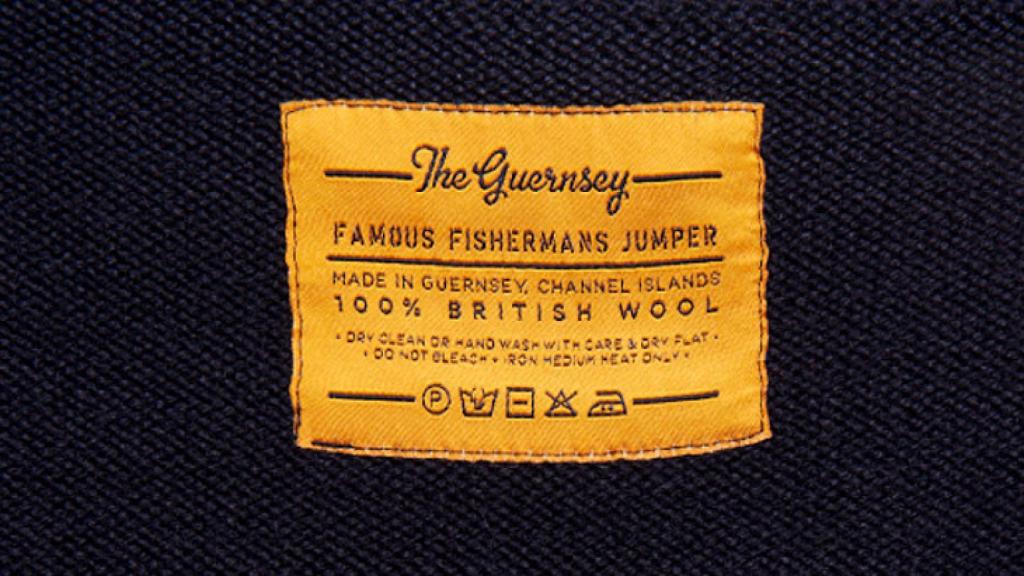 The Guernsey
FAMOUS FISHERMANS JUMPER
MADE IN GUERNSEY, CHANNEL ISLANDS
100% BRITISH WOOL
• DRY CLEAN OR HAND WASH WITH CARE & DRY FLAT •
• DO NOT BLEACH • IRON MEDIUM HEAT ONLY •
P